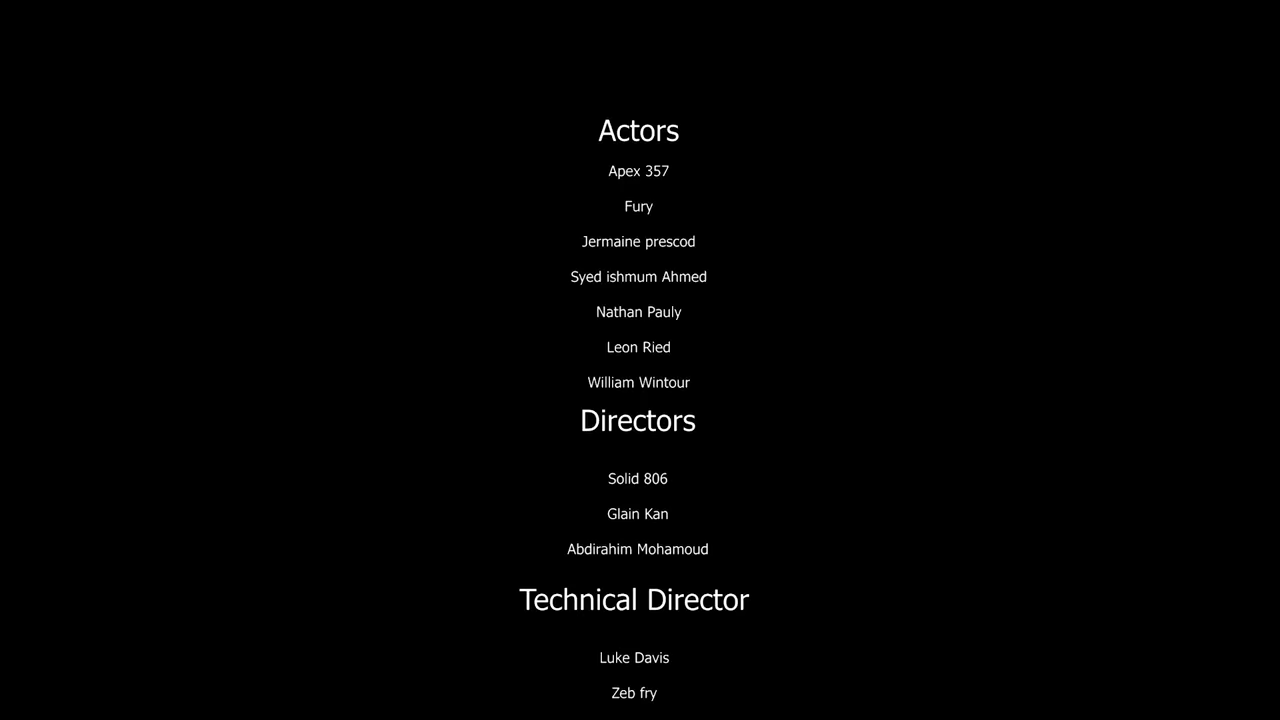 Actors
Apex 357
Fury
Jermaine prescod
Syed ishmum Ahmed
Nathan Pauly
Leon Ried
William Wintour
Directors
Solid 806
Glain Kan
Abdirahim Mohamoud
Technical Director
Luke Davis
Zeb fry